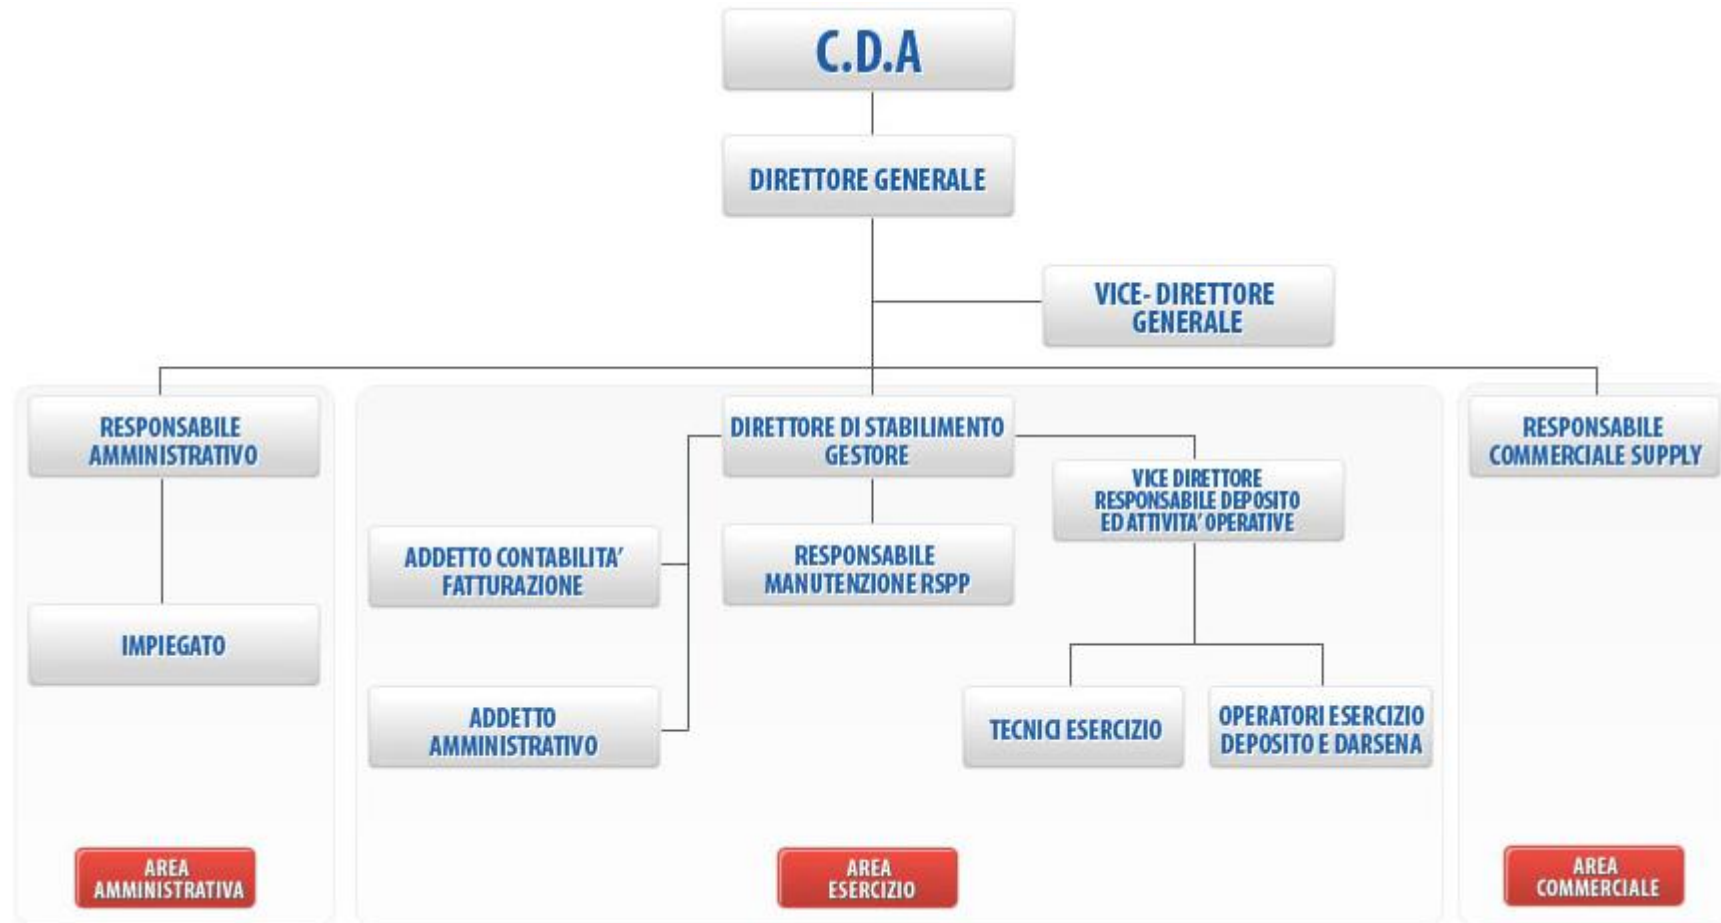 C.D.A
DIRETTORE GENERALE
VICE- DIRETTORE
GENERALE
RESPONSABILE
AMMINISTRATIVO
DIRETTORE DI STABILIMENTO
GESTORE
RESPONSABILE
COMMERCIALE SUPPLY
VICE DIRETTORE
RESPONSABILE DEPOSITO
ED ATTIVITA' OPERATIVE
ADDETTO CONTABILITA'
FATTURAZIONE
RESPONSABILE
MANUTENZIONE RSPP
IMPIEGATO
ADDETTO
AMMINISTRATIVO
TECNICI ESERCIZIO
OPERATORI ESERCIZIO
DEPOSITO E DARSENA
AREA
AMMINISTRATIVA
AREA
ESERCIZIO
AREA
COMMERCIALE